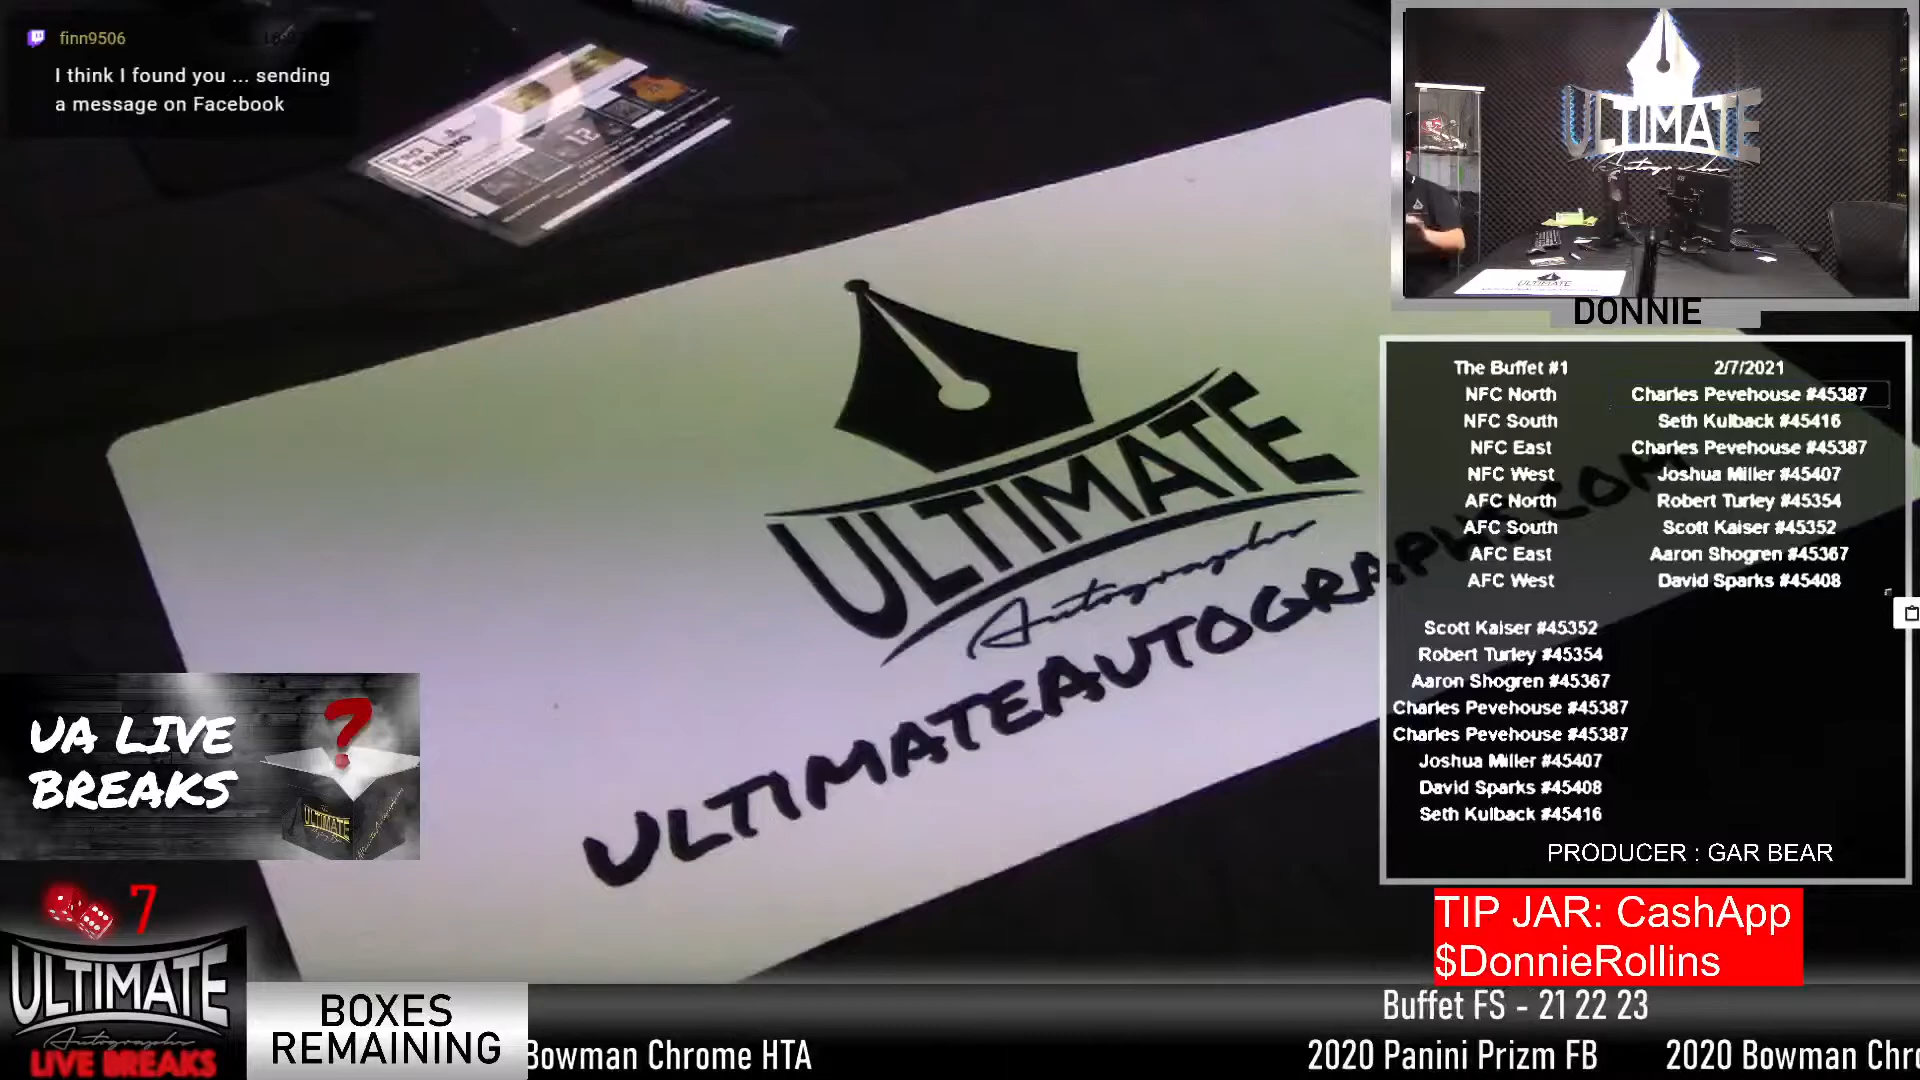 finn9506
I think I found you ... sending
a message on Facebook
12
ULTIMATE
Autographs
ULTIMATEAUTOGRAPHS.COM
ULTIMATE
Autographs
ULTIMATE
DONNIE
The Buffet #1 2/7/2021
NFC North Charles Pevehouse #45387
NFC South Seth Kulback #45416
NFC East Charles Pevehouse #45387
NFC West Joshua Miller #45407
AFC North Robert Turley #45354
AFC South Scott Kaiser #45352
AFC East Aaron Shogren #45367
AFC West David Sparks #45408
Scott Kaiser #45352
Robert Turley #45354
Aaron Shogren #45367
Charles Pevehouse #45387
Charles Pevehouse #45387
Joshua Miller #45407
David Sparks #45408
Seth Kulback #45416
PRODUCER : GAR BEAR
UA LIVE
BREAKS
ULTIMATE
7
ULTIMATE
Autographs
LIVE BREAKS
TIP JAR: CashApp
$DonnieRollins
Buffet FS - 21 22 23
BOXES
REMAINING
Bowman Chrome HTA 2020 Panini Prizm FB 2020 Bowman Chro